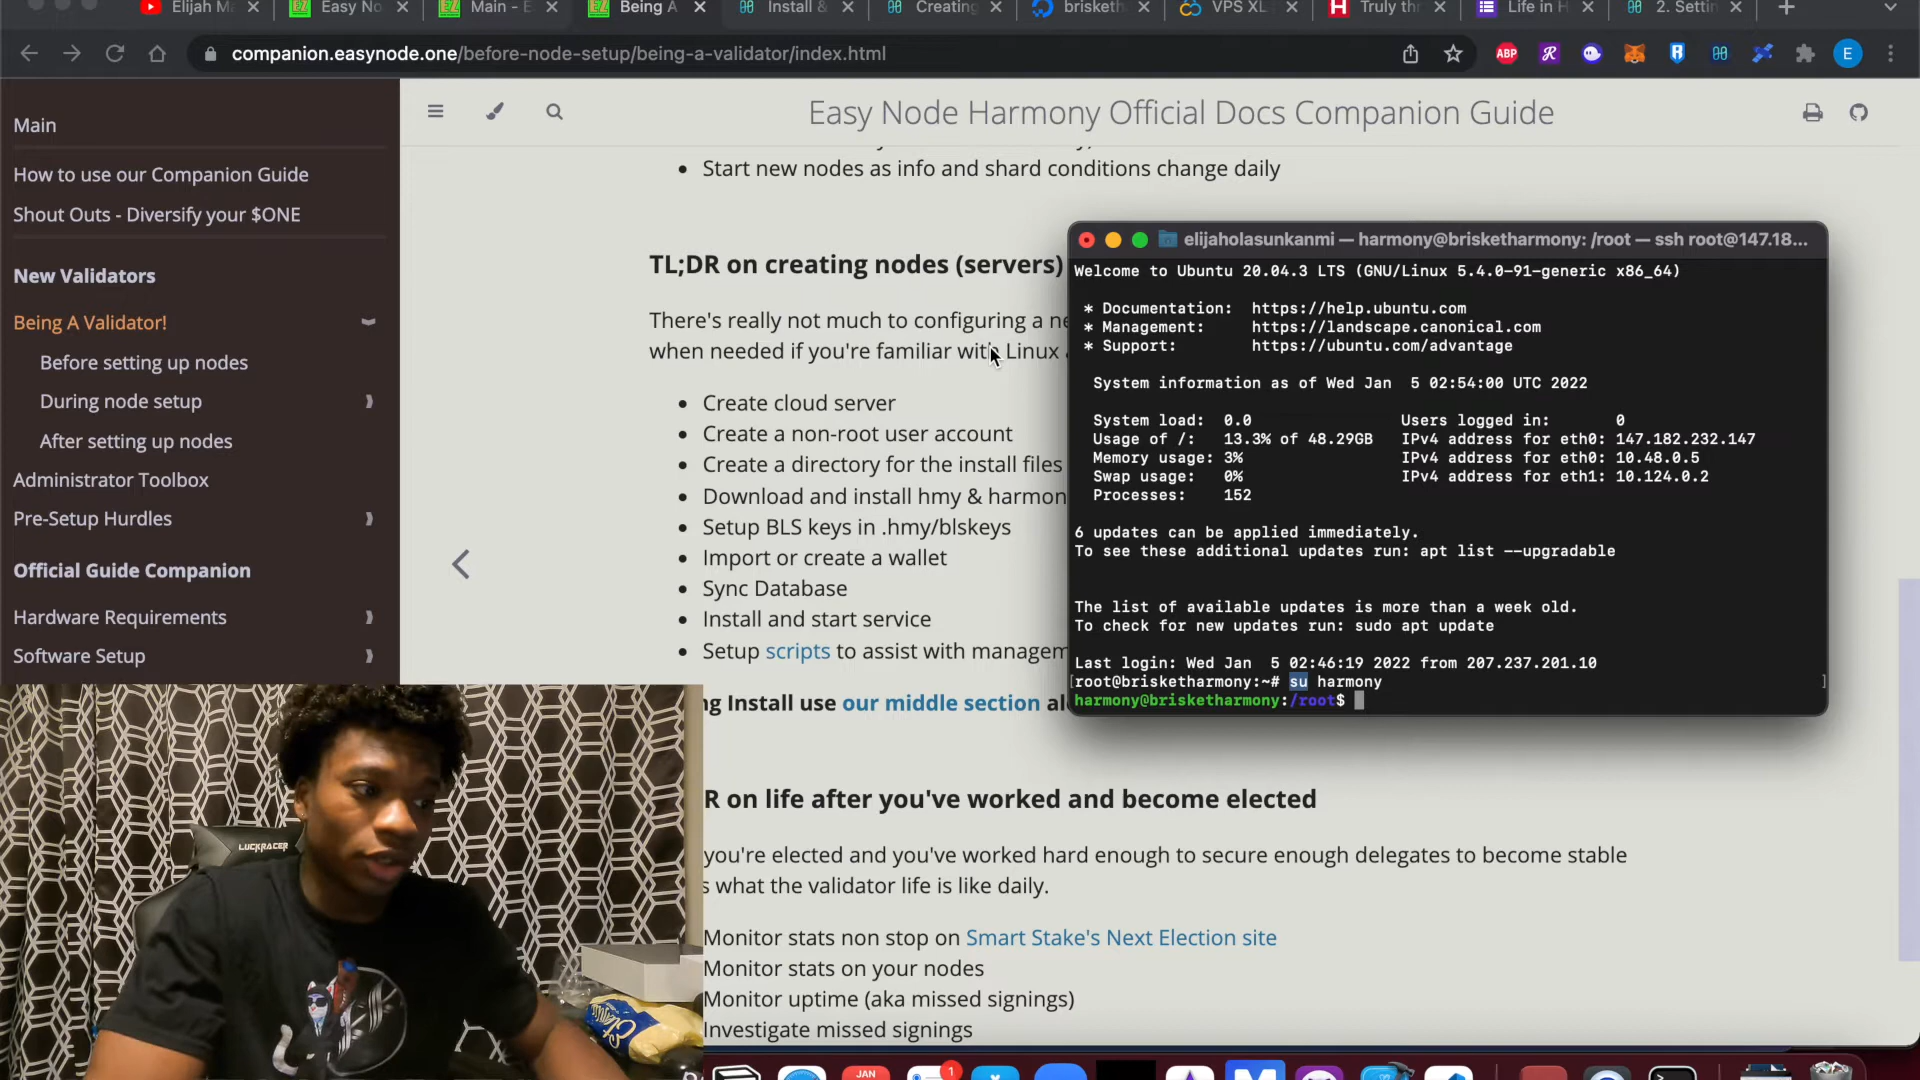 Elijah M
Easy No
Main - E
Being A
Install &
Creating
brisketh
VPS XL
Truly th
Life in H
2. Settin
companion.easynode.one/before-node-setup/being-a-validator/index.html
ABP
E
Main
How to use our Companion Guide
Shout Outs - Diversify your $ONE
New Validators
Being A Validator!
Before setting up nodes
During node setup
After setting up nodes
Administrator Toolbox
Pre-Setup Hurdles
Official Guide Companion
Hardware Requirements
Software Setup
Easy Node Harmony Official Docs Companion Guide
Start new nodes as info and shard conditions change daily
TL;DR on creating nodes (servers)
There's really not much to configuring a ne
when needed if you're familiar with Linux
Create cloud server
Create a non-root user account
Create a directory for the install files
Download and install hmy & harmon
Setup BLS keys in .hmy/blskeys
Import or create a wallet
Sync Database
Install and start service
Setup scripts to assist with managem
g Install use our middle section al
R on life after you've worked and become elected
you're elected and you've worked hard enough to secure enough delegates to become stable
s what the validator life is like daily.
Monitor stats non stop on Smart Stake's Next Election site
Monitor stats on your nodes
Monitor uptime (aka missed signings)
Investigate missed signings
elijaholasunkanmi — harmony@brisketharmony: /root — ssh root@147.18...
Welcome to Ubuntu 20.04.3 LTS (GNU/Linux 5.4.0-91-generic x86_64)
* Documentation: https://help.ubuntu.com
* Management: https://landscape.canonical.com
* Support: https://ubuntu.com/advantage
System information as of Wed Jan 5 02:54:00 UTC 2022
System load: 0.0 Users logged in: 0
Usage of /: 13.3% of 48.29GB IPv4 address for eth0: 147.182.232.147
Memory usage: 3% IPv4 address for eth0: 10.48.0.5
Swap usage: 0% IPv4 address for eth1: 10.124.0.2
Processes: 152
6 updates can be applied immediately.
To see these additional updates run: apt list --upgradable
The list of available updates is more than a week old.
To check for new updates run: sudo apt update
Last login: Wed Jan 5 02:46:19 2022 from 207.237.201.10
[root@brisketharmony:~# su harmony ]
harmony@brisketharmony:/root$
LUCKRACER
JAN
1